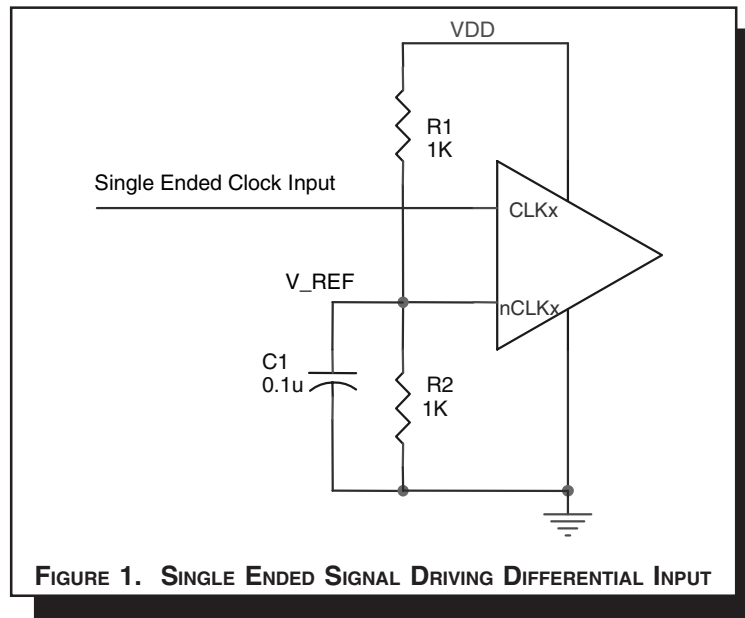 VDD
R1
1K
Single Ended Clock Input
CLKx
V_REF
nCLKx
C1
0.1u
R2
1K
FIGURE 1. SINGLE ENDED SIGNAL DRIVING DIFFERENTIAL INPUT